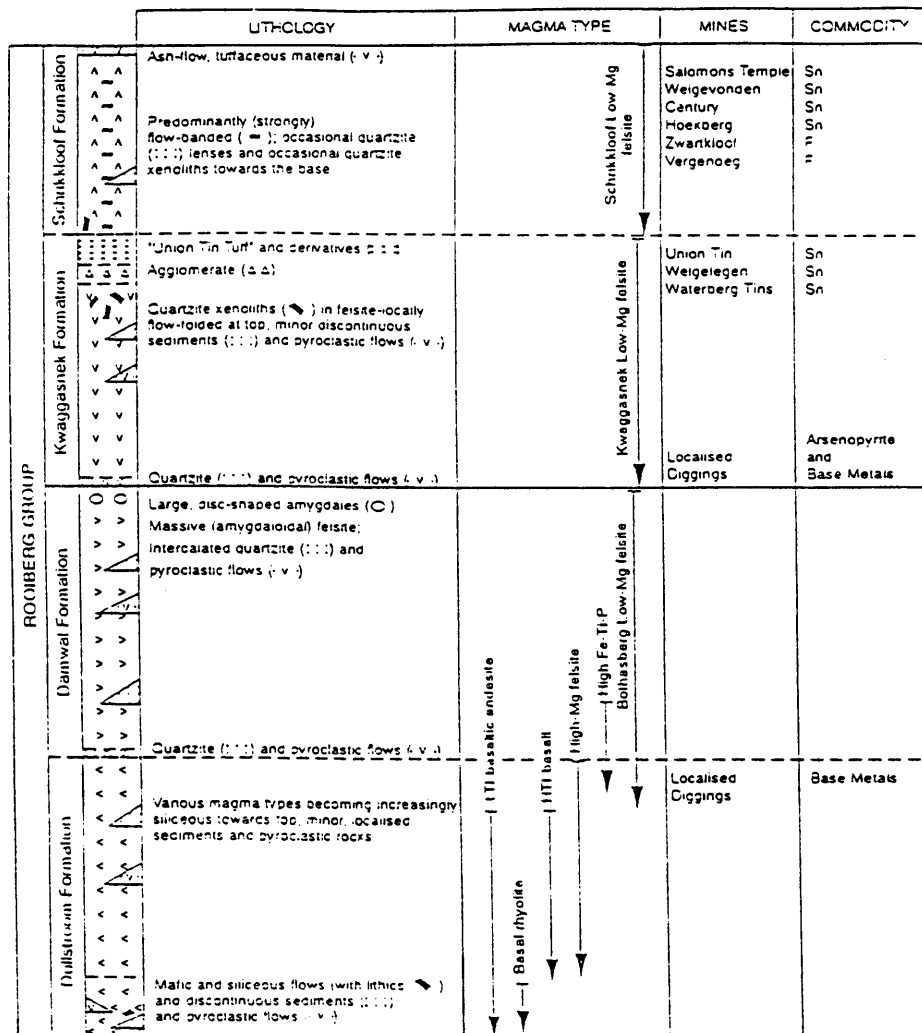 LITHOLOGY
MAGMA TYPE
MINES
COMMODITY
ROOIBERG GROUP
Schrikkloof Formation
Ash-flow, tuffaceous material
Predominantly (strongly)
flow-banded ( ); occasional quartzite
( ) lenses and occasional quartzite
xenoliths towards the base
Schrikkloof Low Mg
felsite
Salomons Temple Sn
Weigevonden Sn
Century Sn
Hoekberg Sn
Zwartkloof
Vergenoeg
Kwaggasnek Formation
"Union Tin Tuff" and derivatives
Agglomerate
Quartzite xenoliths ( ) in felsite-locally
flow-folded at top, minor discontinuous
sediments ( ) and pyroclastic flows
Quartzite ( ) and pyroclastic flows
Kwaggasnek Low-Mg felsite
Union Tin Sn
Weigelegen Sn
Waterberg Tins Sn
Localised
Diggings
Arsenopyrite
and
Base Metals
Damwal Formation
Large, disc-shaped amygdales
Massive (amygdaloidal) felsite;
Intercalated quartzite ( ) and
pyroclastic flows
Quartzite ( ) and pyroclastic flows
LTI basaltic andesite
HTI basalt
High-Mg felsite
High Fe-Ti-P
Bothasberg Low-Mg felsite
Dullstroom Formation
Various magma types becoming increasingly
siliceous towards top, minor, localised
sediments and pyroclastic rocks
Mafic and siliceous flows (with lithics )
and discontinuous sediments
and pyroclastic flows
Basal rhyolite
Localised
Diggings
Base Metals